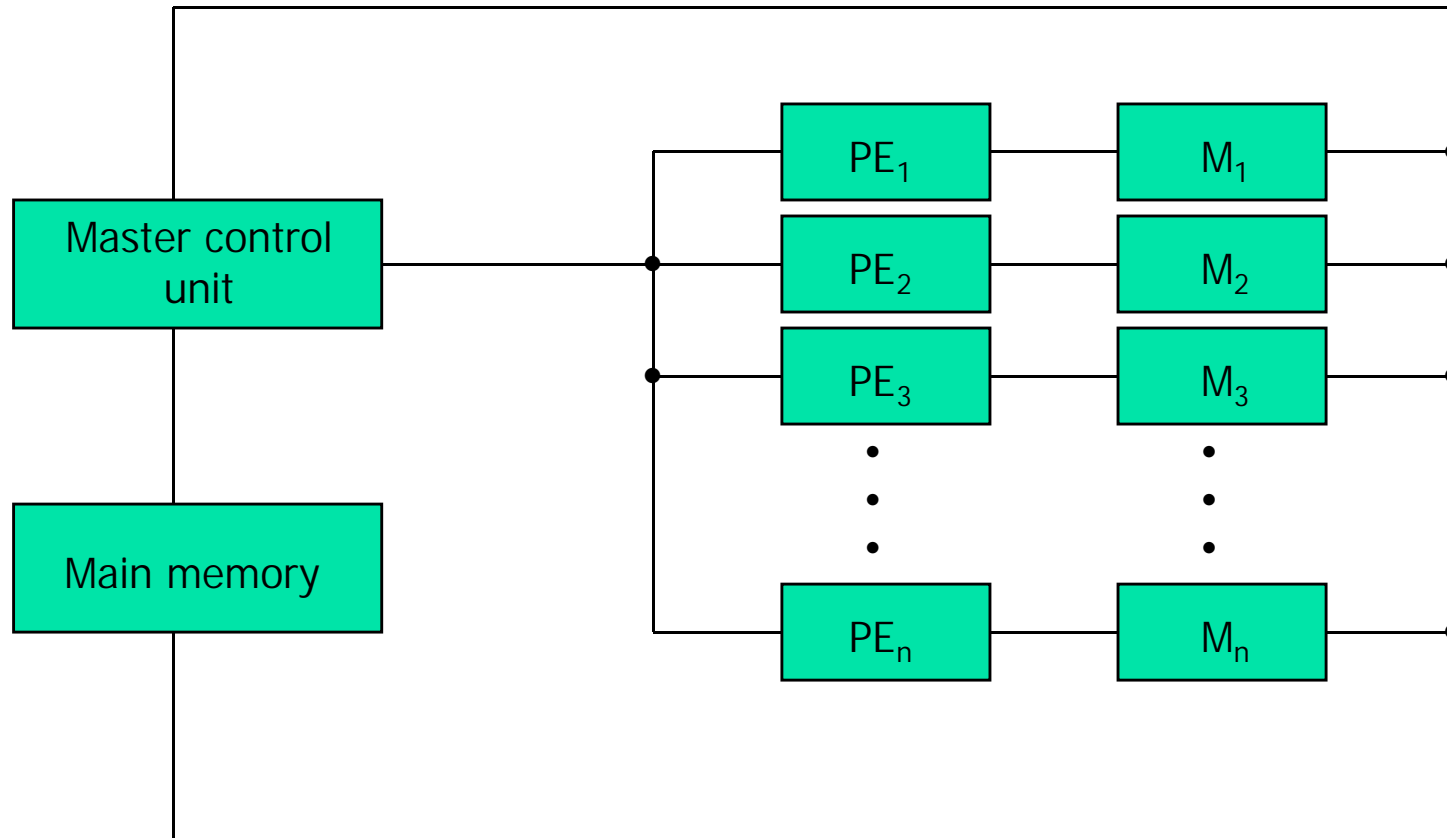 PE₁ M₁
Master control
unit
PE₂ M₂
PE₃ M₃
Main memory
PEₙ Mₙ